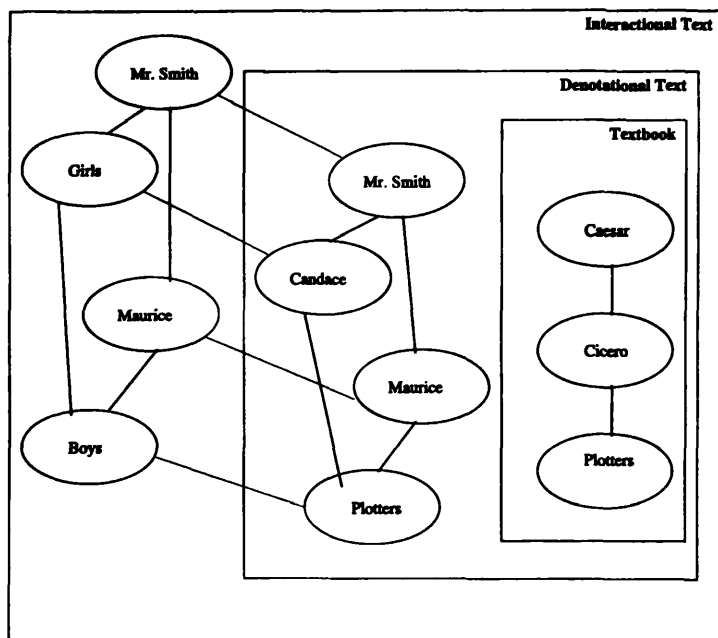 Interactional Text
Mr. Smith
Denotational Text
Textbook
Girls
Mr. Smith
Caesar
Candace
Maurice
Cicero
Maurice
Boys
Plotters
Plotters